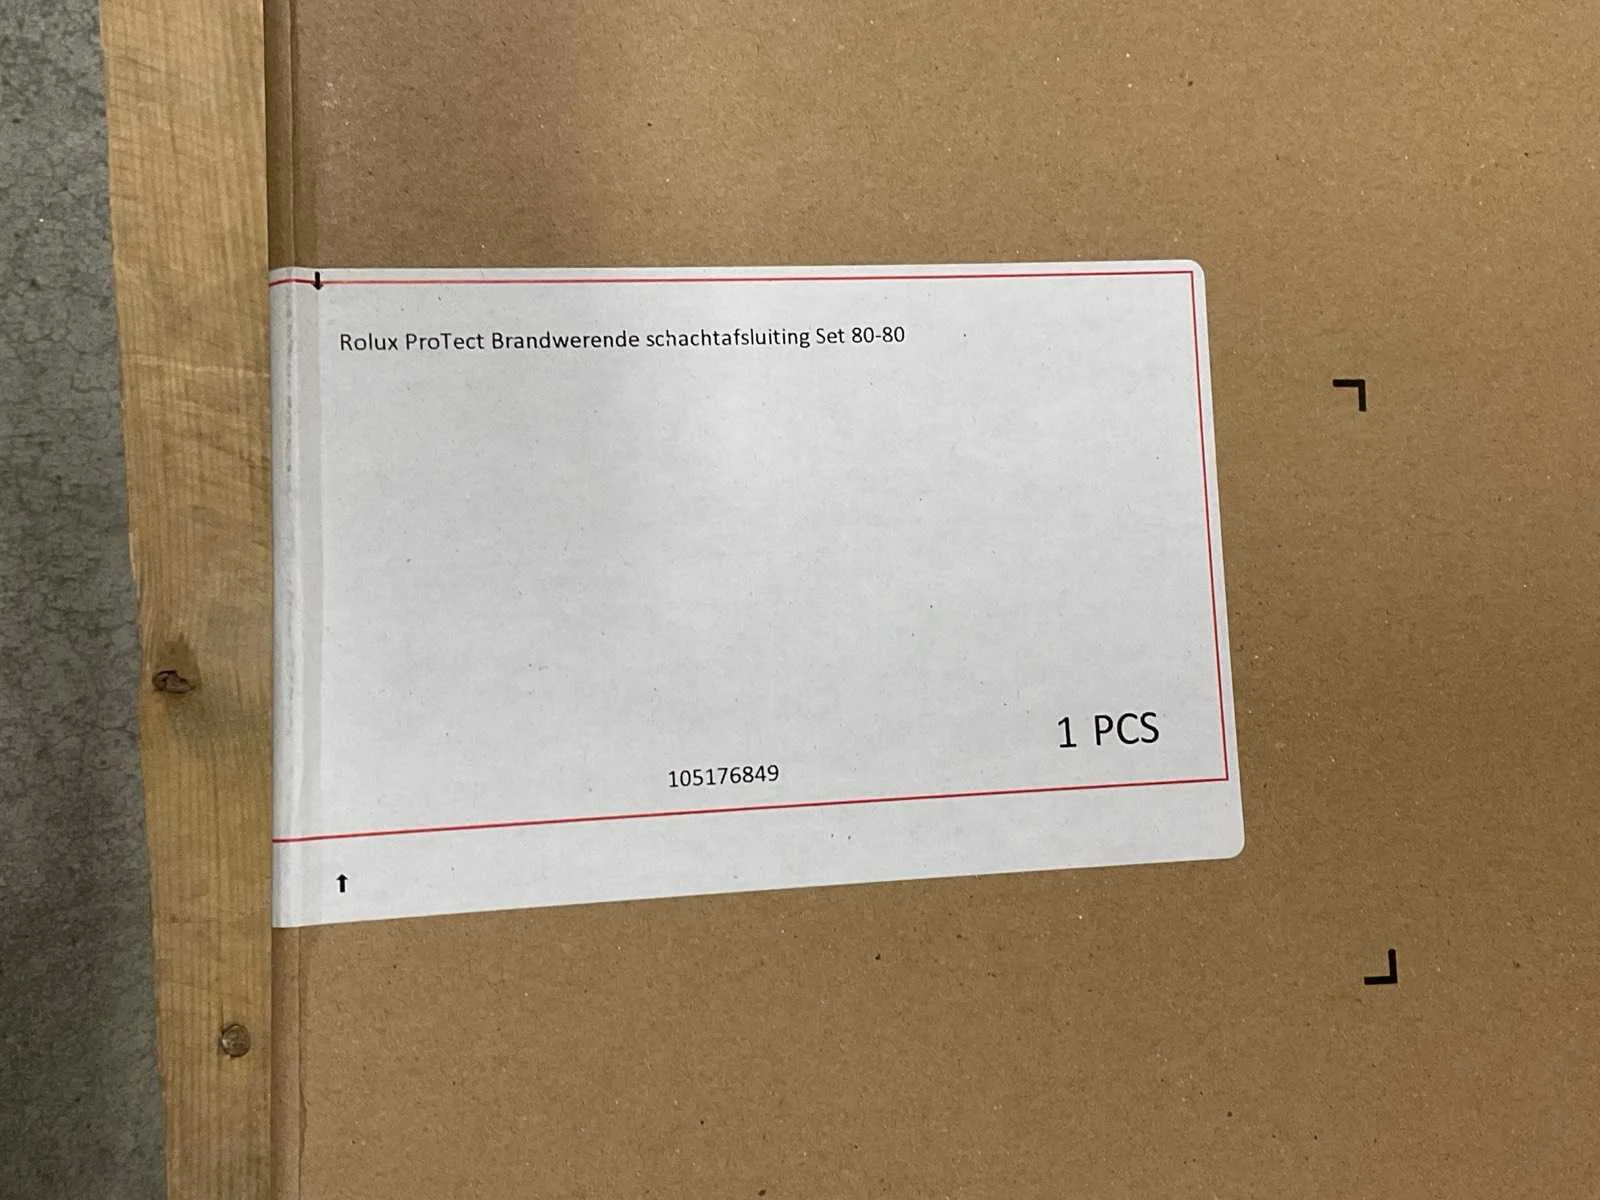 Rolux ProTect Brandwerende schachtafsluiting Set 80-80
1 PCS
105176849